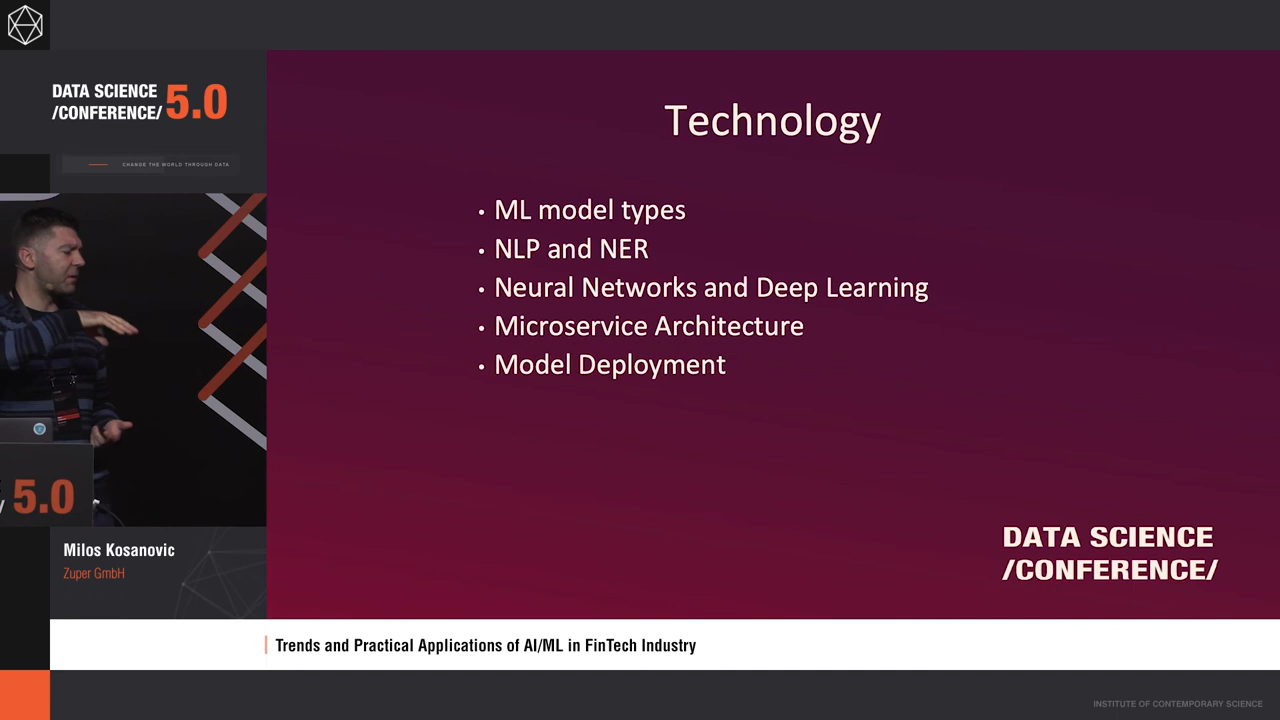 DATA SCIENCE
/CONFERENCE/ 5.0
CHANGE THE WORLD THROUGH DATA
5.0
Milos Kosanovic
Zuper GmbH
Technology
• ML model types
• NLP and NER
• Neural Networks and Deep Learning
• Microservice Architecture
• Model Deployment
DATA SCIENCE
/CONFERENCE/
Trends and Practical Applications of AI/ML in FinTech Industry
INSTITUTE OF CONTEMPORARY SCIENCE